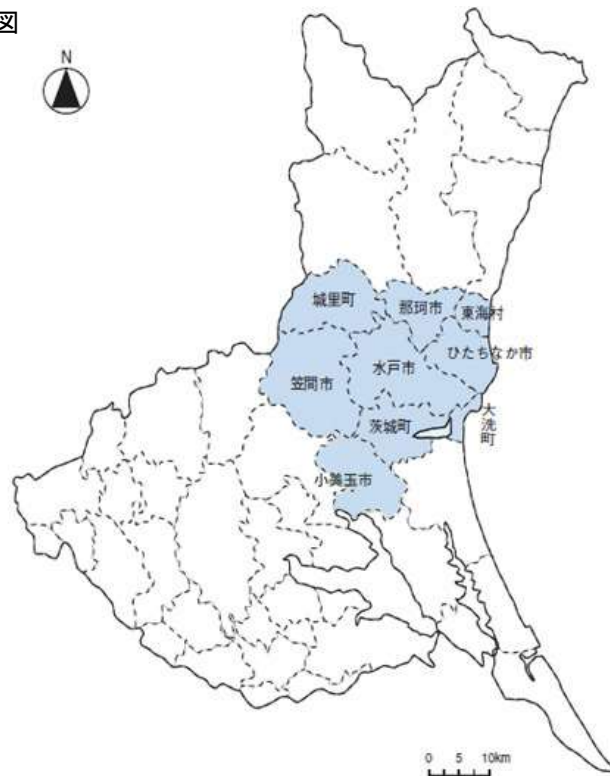 図
N
城里町
那珂市
東海村
ひたちなか市
水戸市
笠間市
大洗町
茨城町
小美玉市
0 5 10km